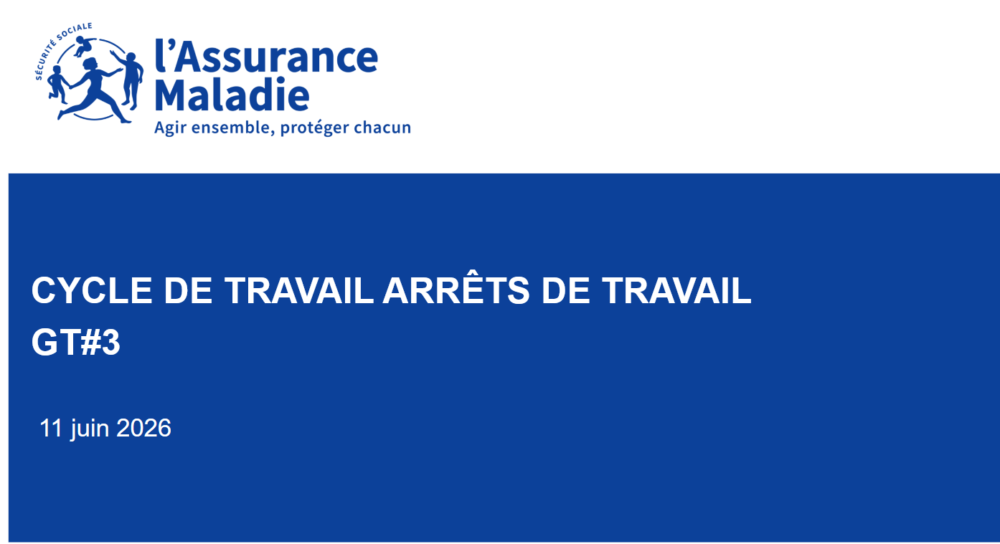 SÉCURITÉ SOCIALE
l’Assurance
Maladie
Agir ensemble, protéger chacun
CYCLE DE TRAVAIL ARRÊTS DE TRAVAIL
GT#3
11 juin 2026